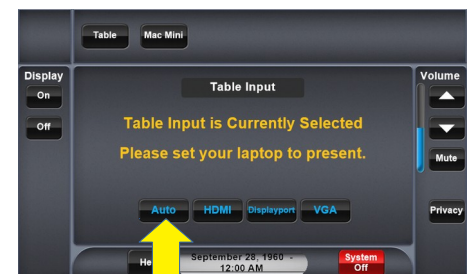 Table Mac Mini
Display
On
Off
Table Input
Table Input is Currently Selected
Please set your laptop to present.
Auto HDMI Displayport VGA
Volume
Mute
Privacy
September 28, 1960 -
12:00 AM
System
Off